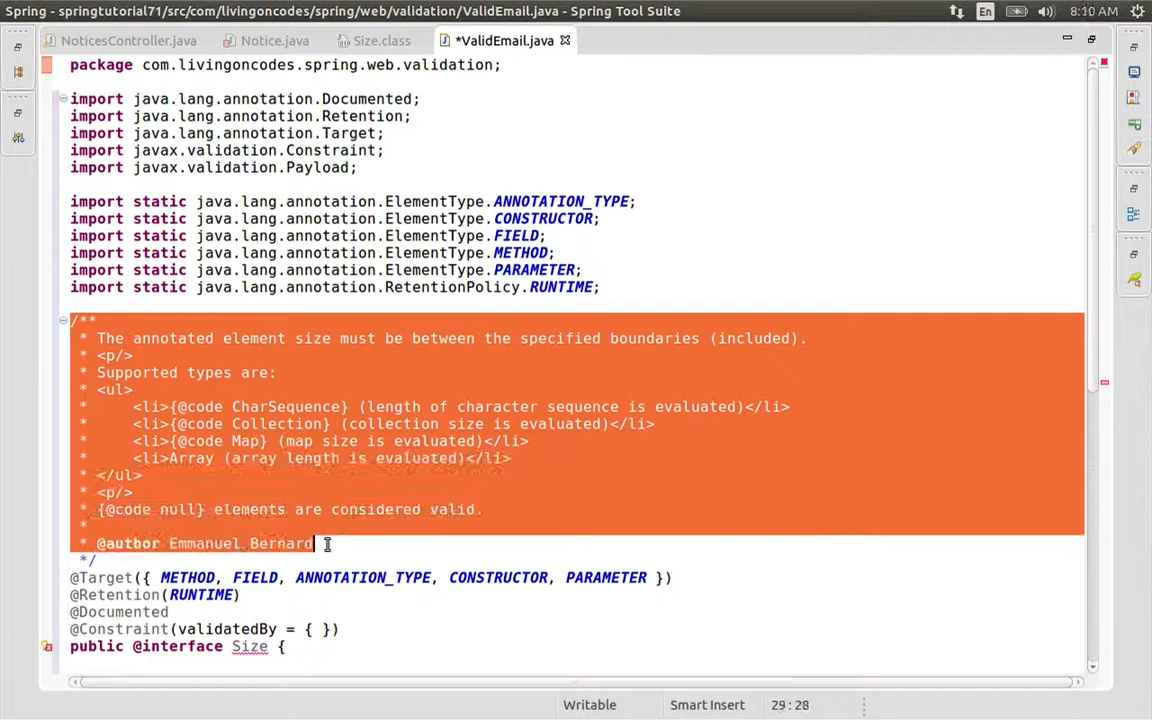 Spring - springtutorial71/src/com/livingoncodes/spring/web/validation/ValidEmail.java - Spring Tool Suite
En
8:10 AM
NoticesController.java
Notice.java
Size.class
*ValidEmail.java
package com.livingoncodes.spring.web.validation;
import java.lang.annotation.Documented;
import java.lang.annotation.Retention;
import java.lang.annotation.Target;
import javax.validation.Constraint;
import javax.validation.Payload;
import static java.lang.annotation.ElementType.ANNOTATION_TYPE;
import static java.lang.annotation.ElementType.CONSTRUCTOR;
import static java.lang.annotation.ElementType.FIELD;
import static java.lang.annotation.ElementType.METHOD;
import static java.lang.annotation.ElementType.PARAMETER;
import static java.lang.annotation.RetentionPolicy.RUNTIME;
/**
* The annotated element size must be between the specified boundaries (included).
* <p/>
* Supported types are:
* <ul>
*     <li>{@code CharSequence} (length of character sequence is evaluated)</li>
*     <li>{@code Collection} (collection size is evaluated)</li>
*     <li>{@code Map} (map size is evaluated)</li>
*     <li>Array (array length is evaluated)</li>
* </ul>
* <p/>
* {@code null} elements are considered valid.
*
* @author Emmanuel Bernard
*/
@Target({ METHOD, FIELD, ANNOTATION_TYPE, CONSTRUCTOR, PARAMETER })
@Retention(RUNTIME)
@Documented
@Constraint(validatedBy = { })
public @interface Size {
Writable
Smart Insert
29 : 28